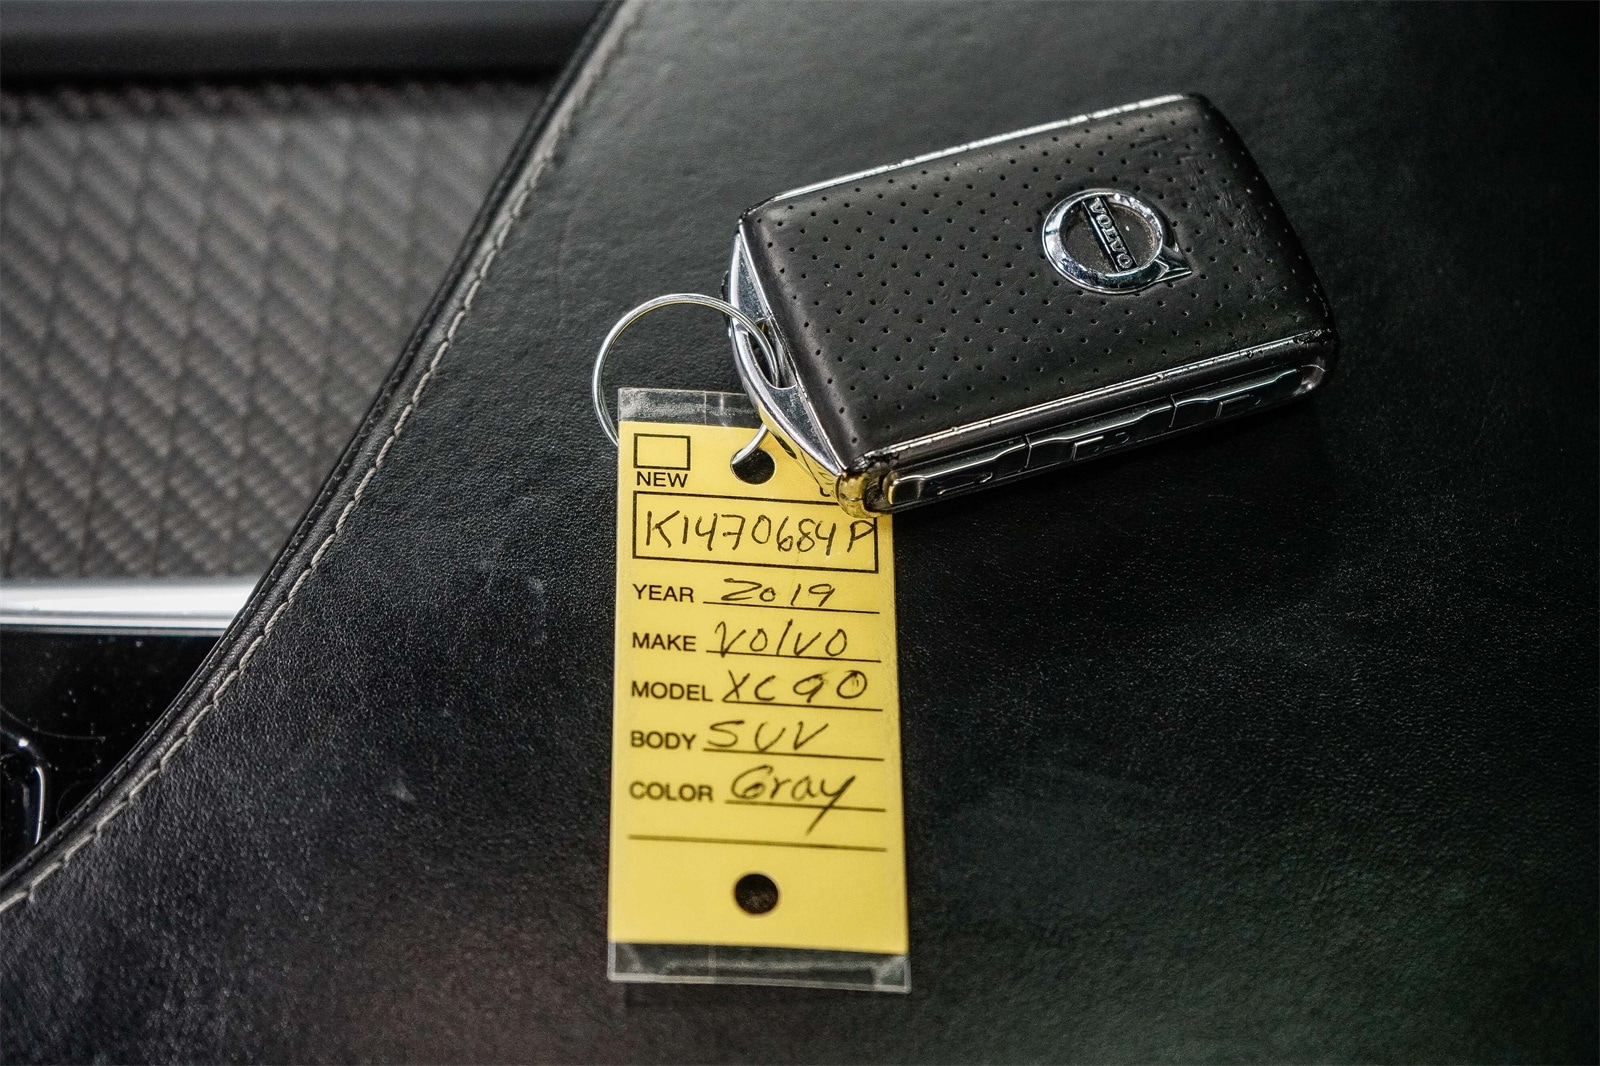 VOLVO
NEW
K1470684P
YEAR 2019
MAKE Volvo
MODEL XC90
BODY SUV
COLOR Gray